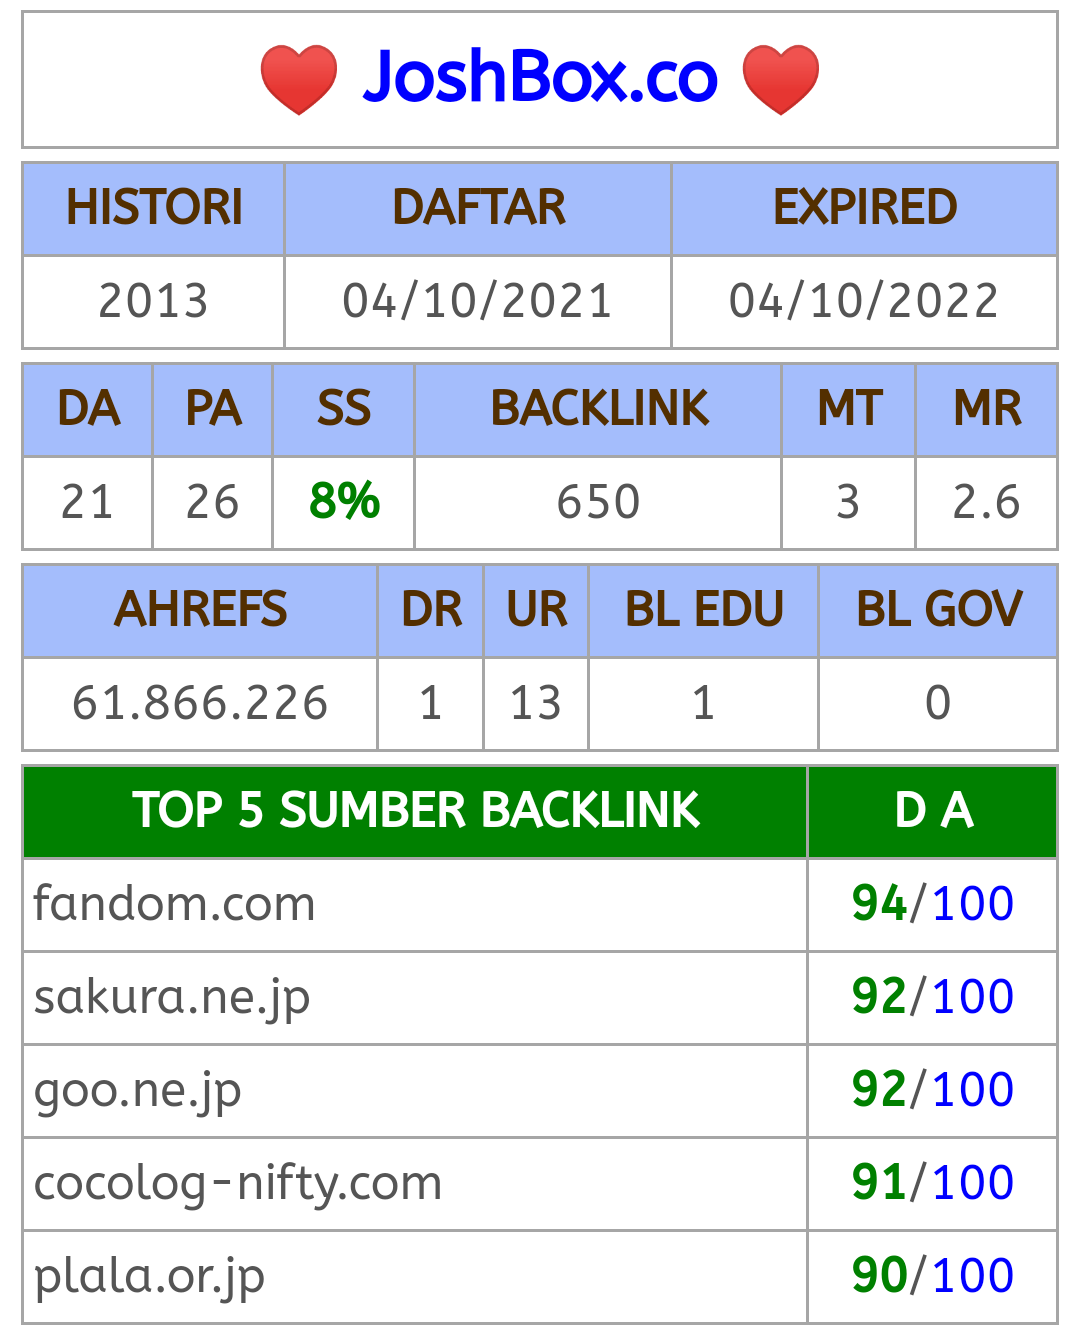 JoshBox.co
HISTORI DAFTAR EXPIRED
2013 04/10/2021 04/10/2022
DA PA SS BACKLINK MT MR
21 26 8% 650 3 2.6
AHREFS DR UR BL EDU BL GOV
61.866.226 1 13 1 0
TOP 5 SUMBER BACKLINK D A
fandom.com 94/100
sakura.ne.jp 92/100
goo.ne.jp 92/100
cocolog-nifty.com 91/100
plala.or.jp 90/100